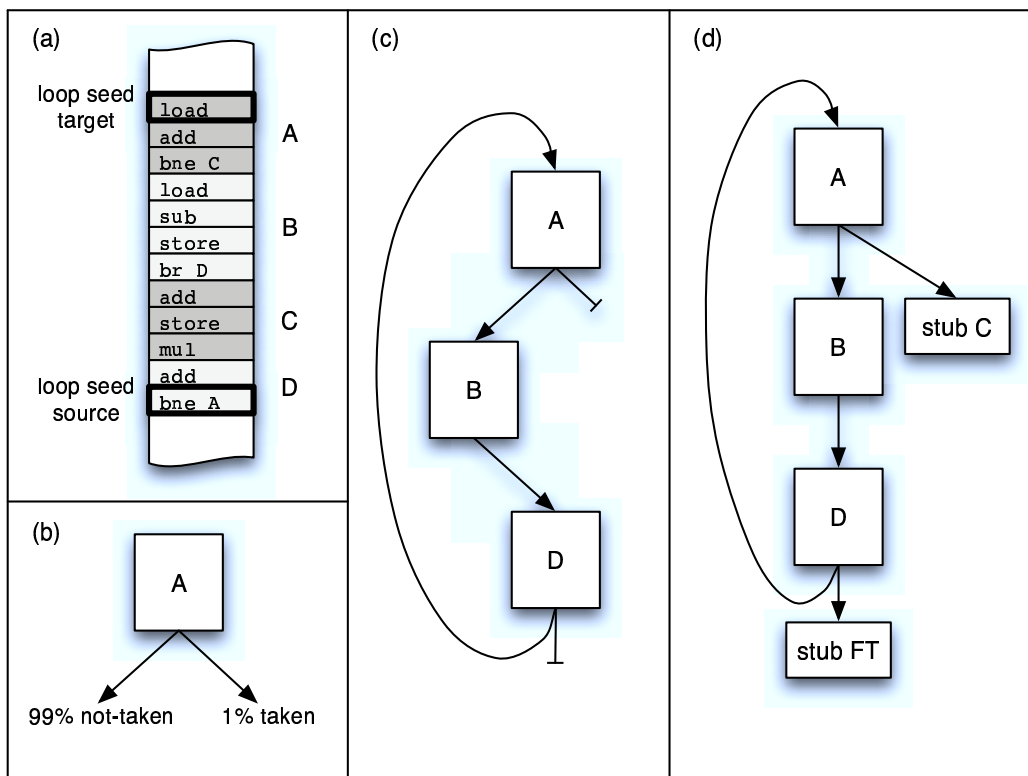 (a)
loop seed
target
load
add
bne C
A
load
sub
store
br D
B
add
store
mul
C
add
bne A
D
loop seed
source
(b)
A
99% not-taken
1% taken
(c)
A
B
D
(d)
A
B
stub C
D
stub FT